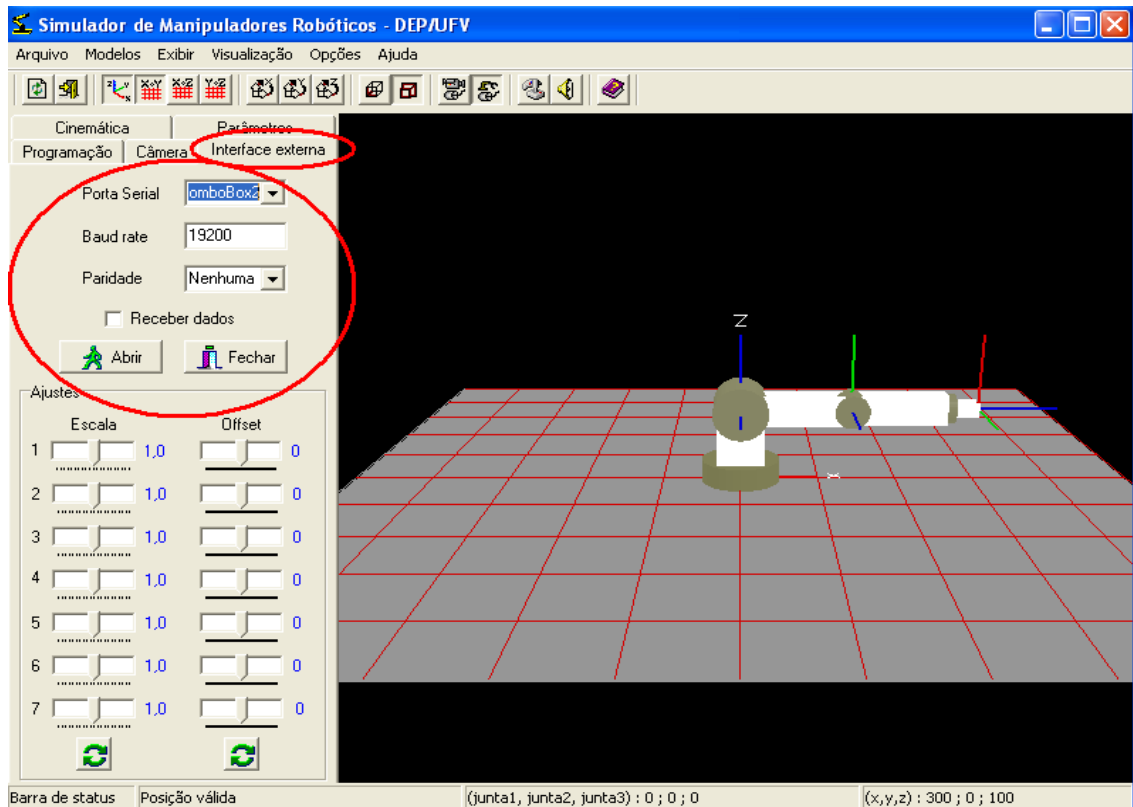 Simulador de Manipuladores Robóticos - DEP/UFV
Arquivo Modelos Exibir Visualização Opções Ajuda
Cinemática Parâmetros
Programação Câmera Interface externa
Porta Serial omboBox2
Baud rate 19200
Paridade Nenhuma
Receber dados
Abrir Fechar
Ajustes
Escala Offset
1 1,0 0
2 1,0 0
3 1,0 0
4 1,0 0
5 1,0 0
6 1,0 0
7 1,0 0
Z
X
Barra de status Posição válida (junta1, junta2, junta3) : 0 ; 0 ; 0 (x,y,z) : 300 ; 0 ; 100